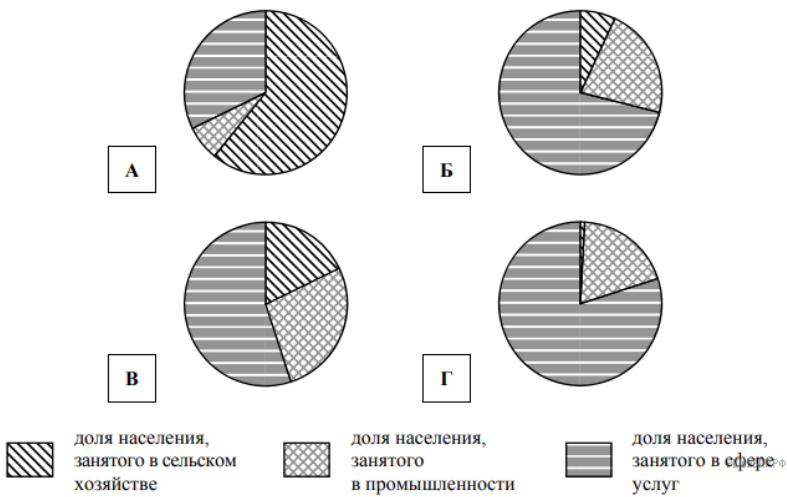 А
Б
В
Г
доля населения,
занятого в сельском
хозяйстве
доля населения,
занятого
в промышленности
доля населения,
занятого в сфере
услуг